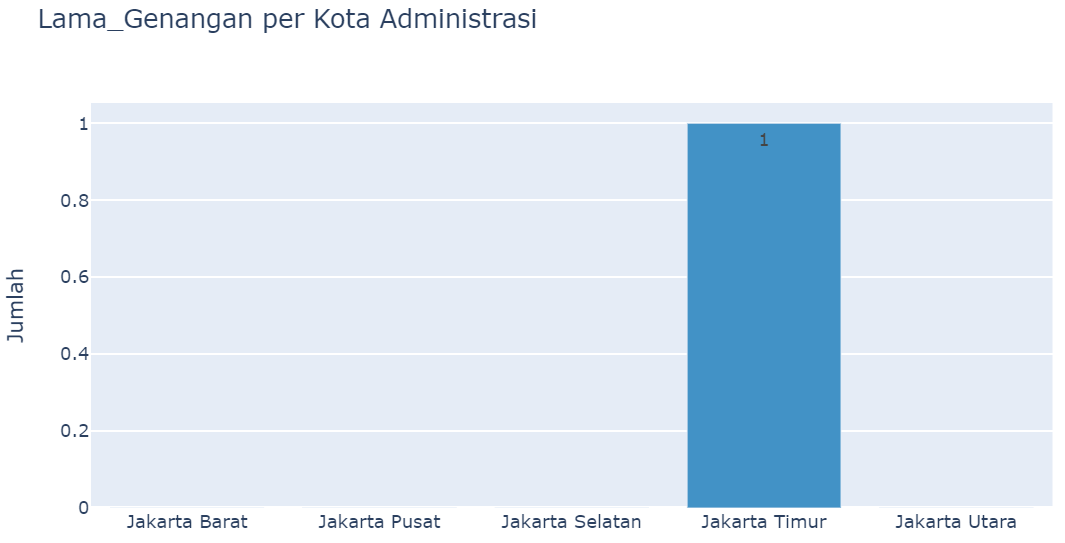 Lama_Genangan per Kota Administrasi
Jumlah
1
0.8
0.6
0.4
0.2
0
1
Jakarta Barat
Jakarta Pusat
Jakarta Selatan
Jakarta Timur
Jakarta Utara